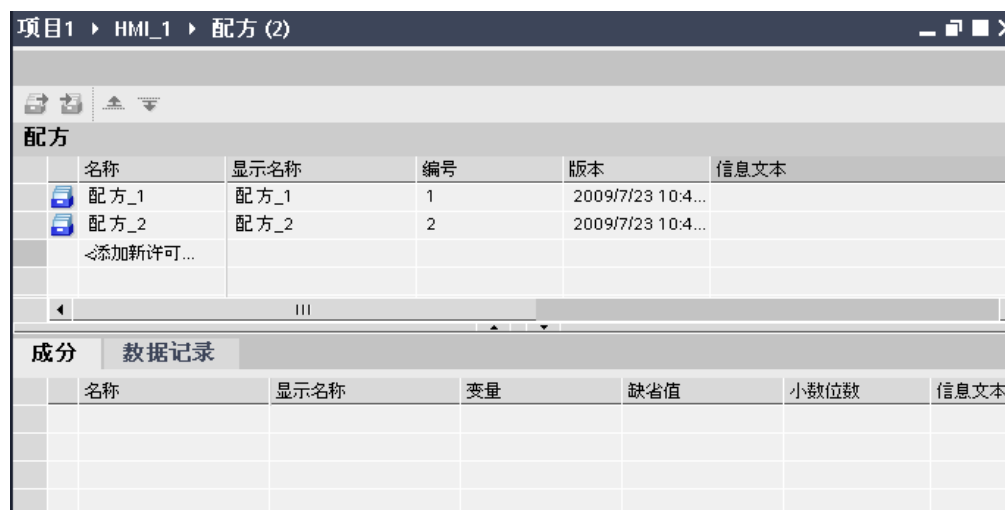 项目1 ▸ HMI_1 ▸ 配方 (2)
配方
名称 显示名称 编号 版本 信息文本
配方_1 配方_1 1 2009/7/23 10:4...
配方_2 配方_2 2 2009/7/23 10:4...
<添加新许可...
成分 数据记录
名称 显示名称 变量 缺省值 小数位数 信息文本